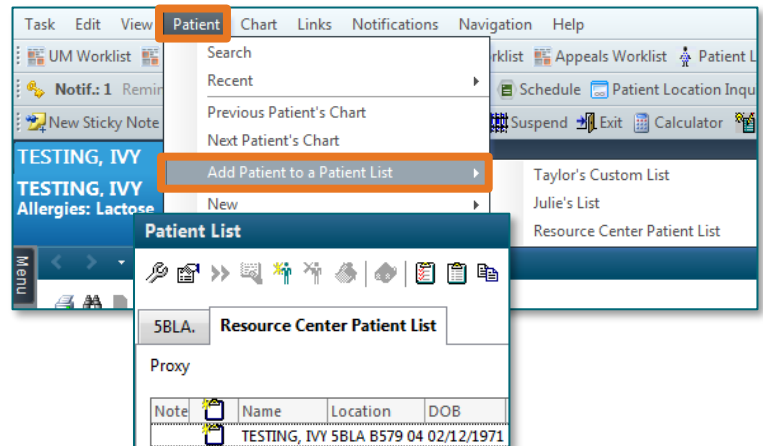 Task Edit View Patient Chart Links Notifications Navigation Help
UM Worklist Search rklist Appeals Worklist Patient L
Notif.: 1 Remin Recent Schedule Patient Location Inqu
New Sticky Note Previous Patient's Chart Suspend Exit Calculator
Next Patient's Chart
TESTING, IVY Add Patient to a Patient List Taylor's Custom List
TESTING, IVY New Julie's List
Allergies: Lactose Resource Center Patient List
Patient List
Menu
5BLA. Resource Center Patient List
Proxy
Note Name Location DOB
TESTING, IVY 5BLA B579 04 02/12/1971